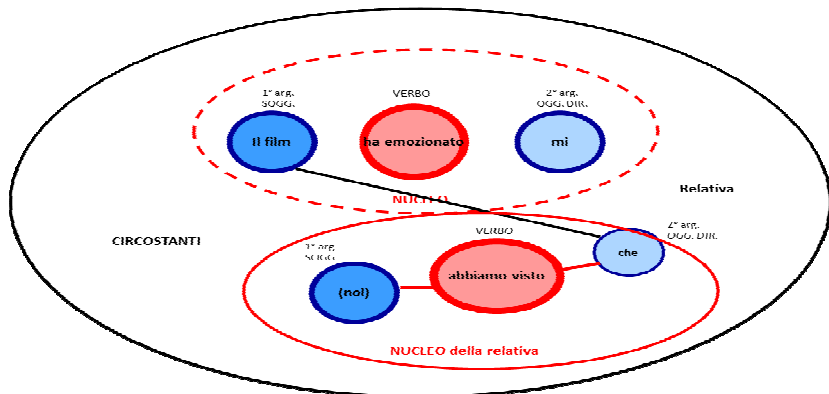 1° arg.
SOGG.
VERBO
2° arg.
OGG. DIR.
Il film
ha emozionato
mi
NUCLEO
Relativa
CIRCOSTANTI
1° arg.
SOGG.
VERBO
2° arg.
OGG. DIR.
(noi)
abbiamo visto
che
NUCLEO della relativa